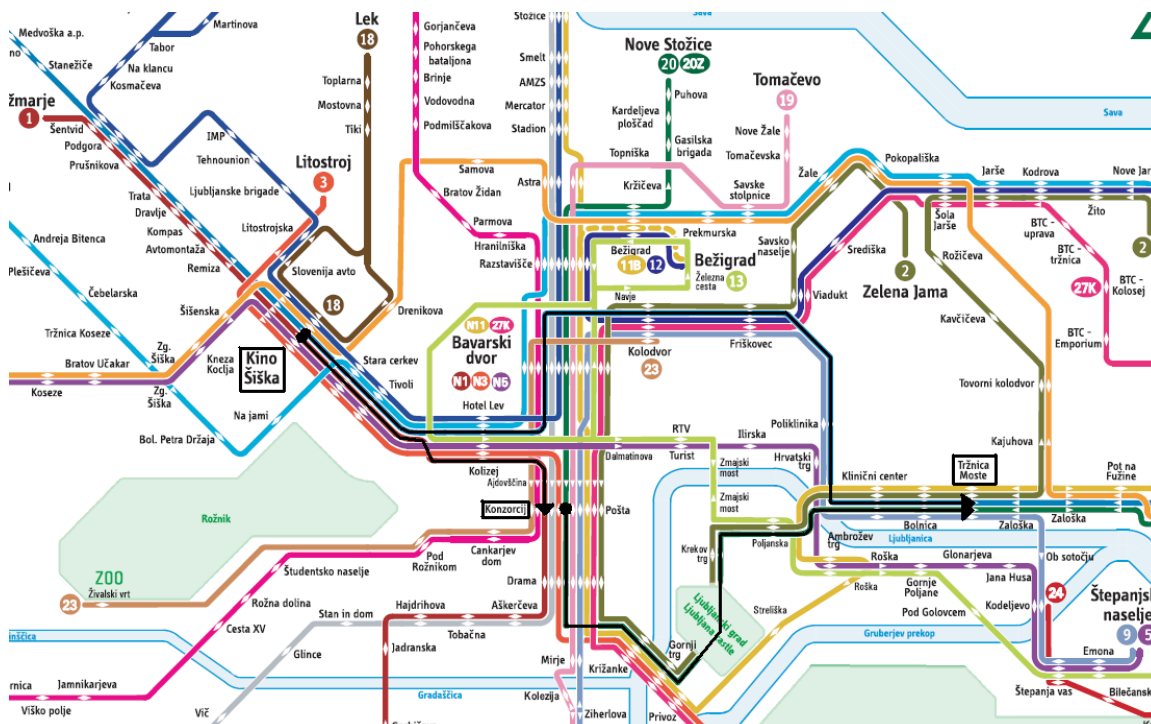 Medvoška a.p.
Stanežiče
no
Martinova
Tabor
Na klancu
Kosmačeva
Lek
18
Toplarna
Mostovna
Tiki
Gorjančeva
Pohorskega
bataljona
Brinje
Vodovodna
Podmilščakova
Stožice
Smelt
AMZS
Mercator
Stadion
Nove Stožice
20
20Z
Puhova
Kardeljeva
ploščad
Gasilska
brigada
Tomačevo
19
Nove Žale
Tomačevska
Sava
Sava
žmarje
1
Šentvid
Podgora
Prušnikova
IMP
Tehnounion
Ljubljanske brigade
Litostroj
3
Litostrojska
Trata
Dravlje
Kompas
Avtomontaža
Remiza
Slovenija avto
18
Samova
Bratov Židan
Parmova
Hranilniška
Astra
Razstavišče
Topniška
Križičeva
Savske
stolpnice
Žale
Pokopališka
Jarše
Kodrova
Nove Jar
Žito
Šola
Jarše
BTC -
uprava
BTC -
tržnica
BTC -
Kolosej
BTC -
Emporium
27K
2
Andreja Bitenca
Plešičeva
Čebelarska
Tržnica Koseze
Bratov Učakar
Koseze
Zg.
Šiška
Zg.
Šiška
Šišenska
Kneza
Koclja
Na jami
Bol. Petra Držaja
Kino
Šiška
Drenikova
Stara cerkev
Tivoli
N11
27K
Bavarski
dvor
N1
N3
N5
Hotel Lev
Prekmurska
Bežigrad
11B
12
Bežigrad
Železna
cesta
13
Navje
Kolodvor
23
Savsko
naselje
Središka
2
Zelena Jama
Viadukt
Friškovec
Rožičeva
Kavčičeva
Tovorni kolodvor
Kajuhova
Kolizej
Ajdovščina
Konzorcij
Dalmatinova
RTV
Turist
Ilirska
Poliklinika
Hrvatski
trg
Zmajski
most
Zmajski
most
Klinični center
Tržnica
Moste
Pot na
Fužine
Pošta
Krekov
trg
Poljanska
Ambrožev
trg
Bolnica
Zaloška
Zaloška
Ljubljanica
Rožnik
Cankarjev
dom
Pod
Rožnikom
Študentsko naselje
ZOO
23
Živalski vrt
Rožna dolina
Cesta XV
Jamnikarjeva
Viško polje
ornica
Stan in dom
Glince
Vič
Hajdrihova
Tobačna
Jadranska
Aškerčeva
Drama
Gradaščica
inščica
Mirje
Kolezija
Ziherlova
Križanke
Privoz
Gornji
trg
Ljubljanski grad
Ljubljana castle
Streliška
Roška
Roška
Gornje
Poljane
Pod Golovcem
Glonarjeva
Jana Husa
Kodeljevo
Ob sotočju
24
Štepanjsk
naselje
9
5
Emona
Štepanja vas
Bilečansk
Gruberjev prekop